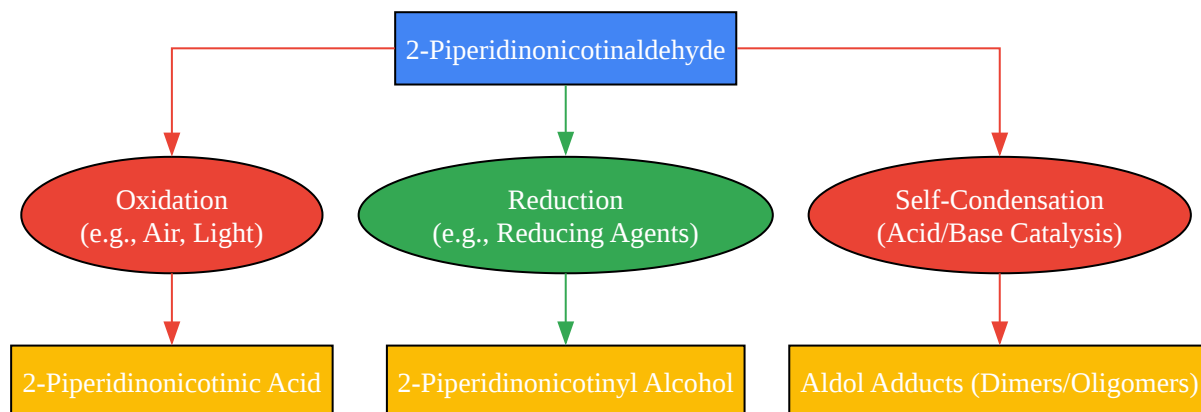 2-Piperidinonicotinaldehyde
Oxidation
(e.g., Air, Light)
Reduction
(e.g., Reducing Agents)
Self-Condensation
(Acid/Base Catalysis)
2-Piperidinonicotinic Acid
2-Piperidinonicotinyl Alcohol
Aldol Adducts (Dimers/Oligomers)